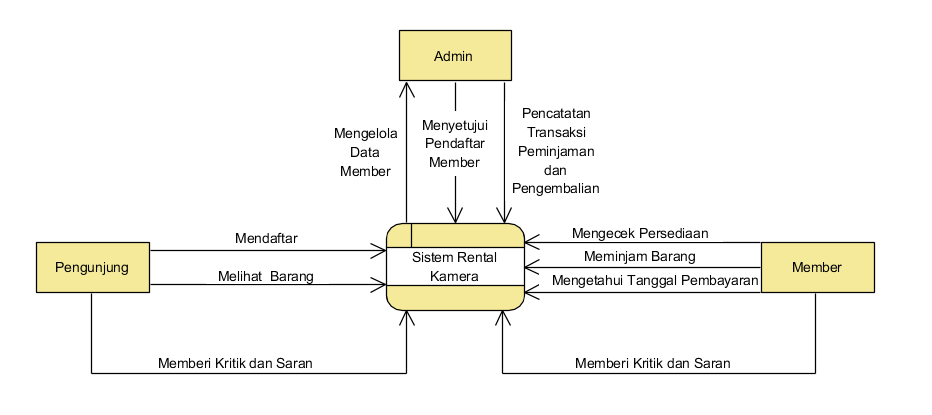 Admin
Mengelola
Data
Member
Menyetujui
Pendaftar
Member
Pencatatan
Transaksi
Peminjaman
dan
Pengembalian
Pengunjung
Mendaftar
Melihat Barang
Sistem Rental
Kamera
Mengecek Persediaan
Meminjam Barang
Mengetahui Tanggal Pembayaran
Member
Memberi Kritik dan Saran
Memberi Kritik dan Saran